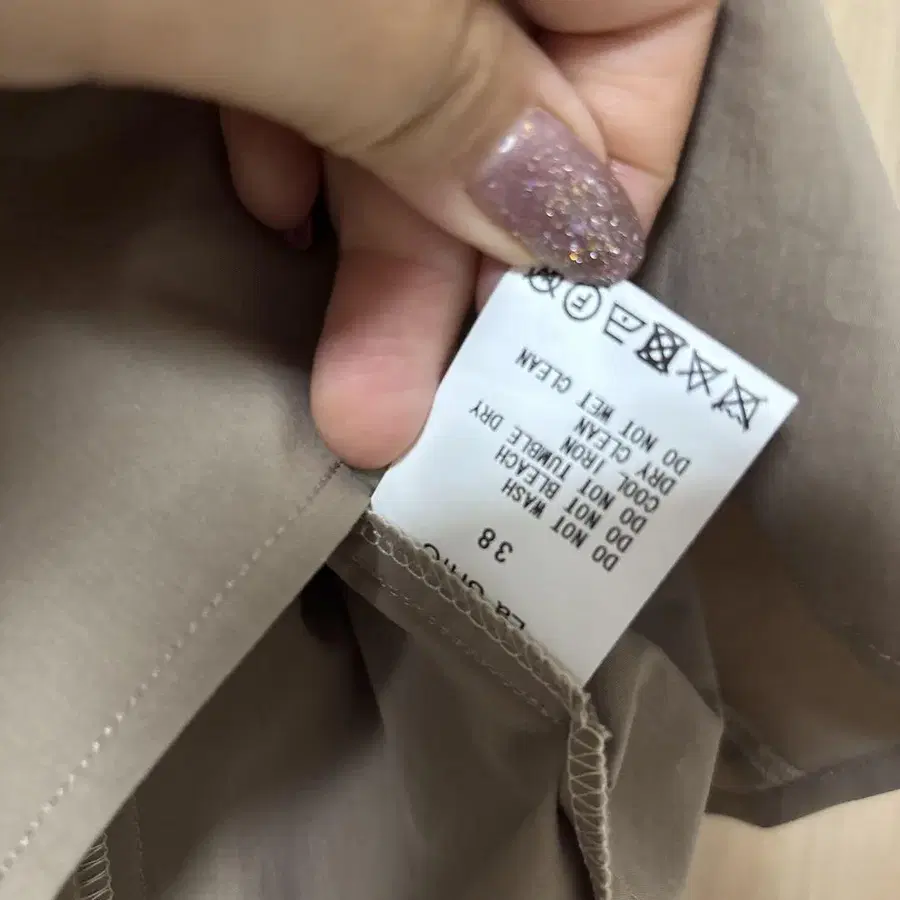 La
38
DO NOT WASH
DO NOT BLEACH
DO NOT TUMBLE DRY
COOL IRON
DRY CLEAN
DO NOT WET CLEAN
F